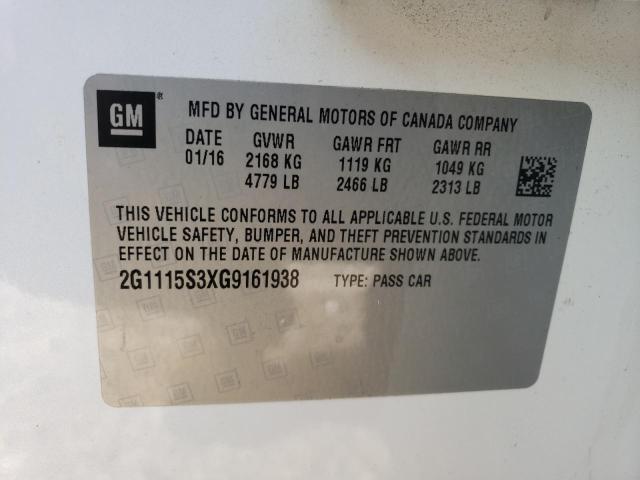 GM® MFD BY GENERAL MOTORS OF CANADA COMPANY
DATE GVWR GAWR FRT GAWR RR
01/16 2168 KG 1119 KG 1049 KG
4779 LB 2466 LB 2313 LB
THIS VEHICLE CONFORMS TO ALL APPLICABLE U.S. FEDERAL MOTOR
VEHICLE SAFETY, BUMPER, AND THEFT PREVENTION STANDARDS IN
EFFECT ON THE DATE OF MANUFACTURE SHOWN ABOVE.
2G1115S3XG9161938 TYPE: PASS CAR